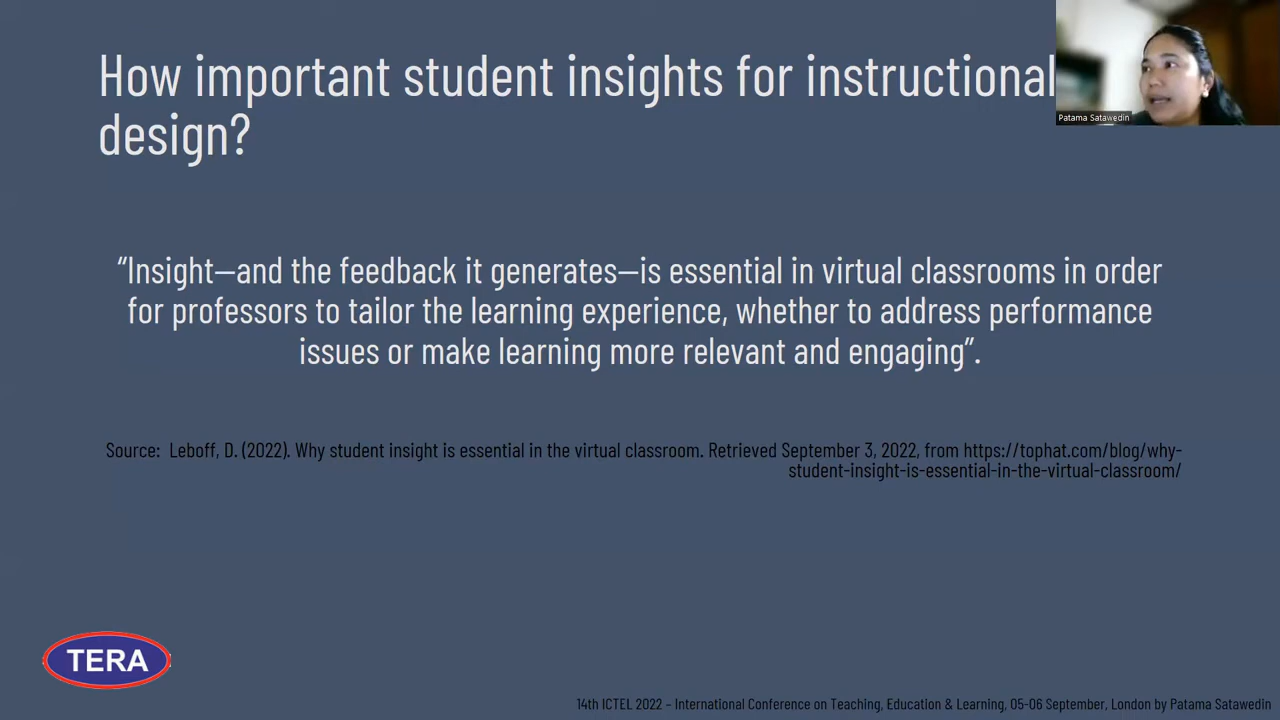 How important student insights for instructional
design?
Patama Satawedin
“Insight—and the feedback it generates—is essential in virtual classrooms in order
for professors to tailor the learning experience, whether to address performance
issues or make learning more relevant and engaging”.
Source:  Leboff, D. (2022). Why student insight is essential in the virtual classroom. Retrieved September 3, 2022, from https://tophat.com/blog/why-
student-insight-is-essential-in-the-virtual-classroom/
TERA
14th ICTEL 2022 – International Conference on Teaching, Education & Learning, 05-06 September, London by Patama Satawedin